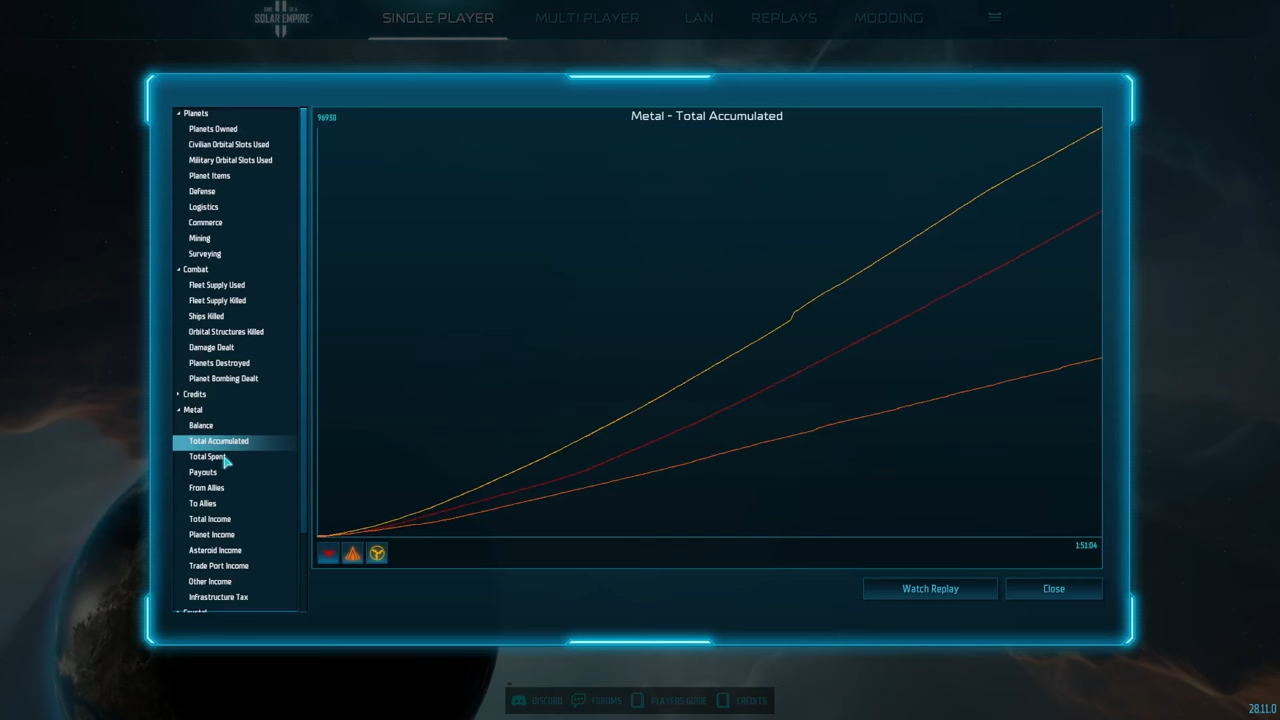 SINS OF A
SOLAR EMPIRE
SINGLE PLAYER
MULTI PLAYER
LAN
REPLAYS
MODDING
Planets
Planets Owned
Civilian Orbital Slots Used
Military Orbital Slots Used
Planet Items
Defense
Logistics
Commerce
Mining
Surveying
Combat
Fleet Supply Used
Fleet Supply Killed
Ships Killed
Orbital Structures Killed
Damage Dealt
Planets Destroyed
Planet Bombing Dealt
Credits
Metal
Balance
Total Accumulated
Total Spent
Payouts
From Allies
To Allies
Total Income
Planet Income
Asteroid Income
Trade Port Income
Other Income
Infrastructure Tax
Crystal
96930
Metal - Total Accumulated
1:51:04
Watch Replay
Close
DISCORD
FORUMS
PLAYERS GUIDE
CREDITS
28.11.0